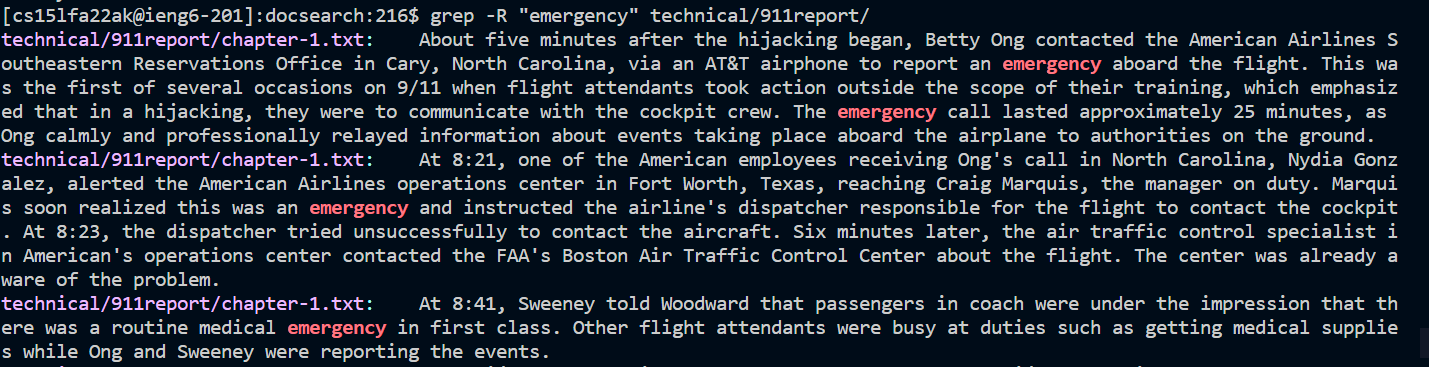 [cs15lfa22ak@ieng6-201]:docsearch:216$ grep -R "emergency" technical/911report/
technical/911report/chapter-1.txt:    About five minutes after the hijacking began, Betty Ong contacted the American Airlines S
outheastern Reservations Office in Cary, North Carolina, via an AT&T airphone to report an emergency aboard the flight. This wa
s the first of several occasions on 9/11 when flight attendants took action outside the scope of their training, which emphasiz
ed that in a hijacking, they were to communicate with the cockpit crew. The emergency call lasted approximately 25 minutes, as
Ong calmly and professionally relayed information about events taking place aboard the airplane to authorities on the ground.
technical/911report/chapter-1.txt:    At 8:21, one of the American employees receiving Ong's call in North Carolina, Nydia Gonz
alez, alerted the American Airlines operations center in Fort Worth, Texas, reaching Craig Marquis, the manager on duty. Marqui
s soon realized this was an emergency and instructed the airline's dispatcher responsible for the flight to contact the cockpit
. At 8:23, the dispatcher tried unsuccessfully to contact the aircraft. Six minutes later, the air traffic control specialist i
n American's operations center contacted the FAA's Boston Air Traffic Control Center about the flight. The center was already a
ware of the problem.
technical/911report/chapter-1.txt:    At 8:41, Sweeney told Woodward that passengers in coach were under the impression that th
ere was a routine medical emergency in first class. Other flight attendants were busy at duties such as getting medical supplie
s while Ong and Sweeney were reporting the events.